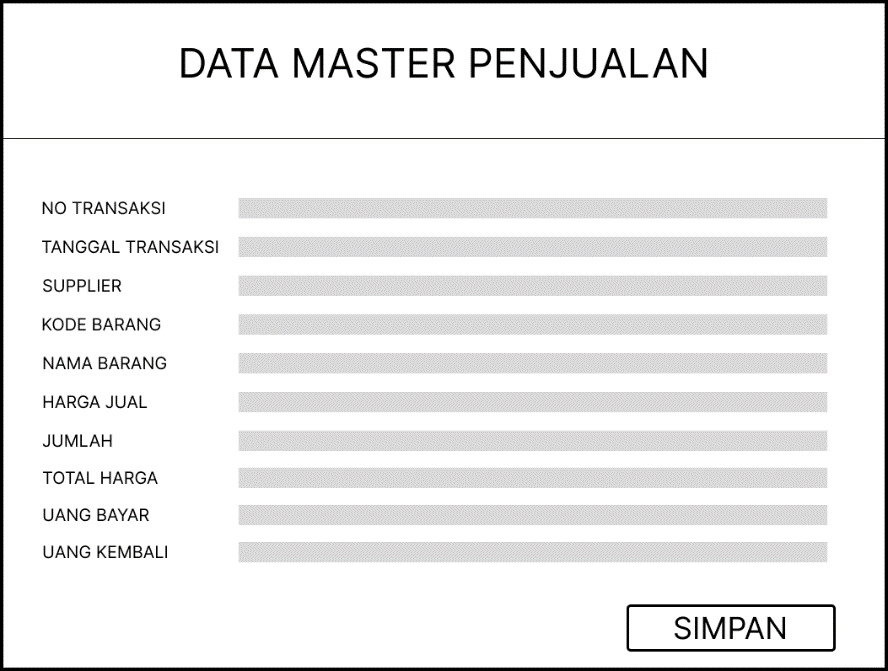 DATA MASTER PENJUALAN
NO TRANSAKSI
TANGGAL TRANSAKSI
SUPPLIER
KODE BARANG
NAMA BARANG
HARGA JUAL
JUMLAH
TOTAL HARGA
UANG BAYAR
UANG KEMBALI
SIMPAN